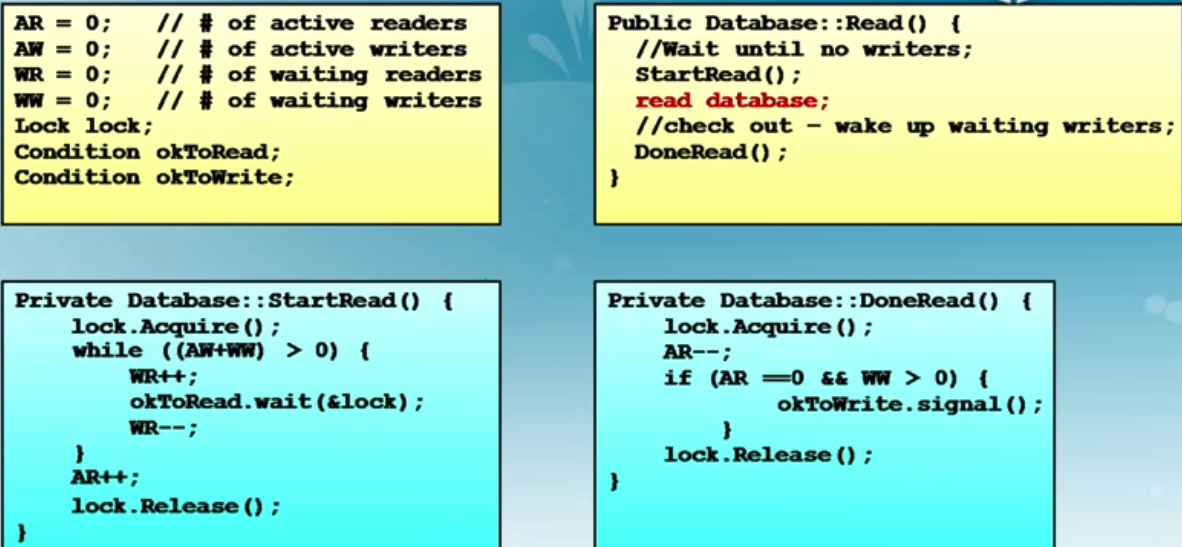 AR = 0;    // # of active readers
AW = 0;    // # of active writers
WR = 0;    // # of waiting readers
WW = 0;    // # of waiting writers
Lock lock;
Condition okToRead;
Condition okToWrite;
Public Database::Read() {
  //Wait until no writers;
  StartRead();
  read database;
  //check out – wake up waiting writers;
  DoneRead();
}
Private Database::StartRead() {
    lock.Acquire();
    while ((AW+WW) > 0) {
        WR++;
        okToRead.wait(&lock);
        WR--;
    }
    AR++;
    lock.Release();
}
Private Database::DoneRead() {
    lock.Acquire();
    AR--;
    if (AR ==0 && WW > 0) {
            okToWrite.signal();
        }
    lock.Release();
}